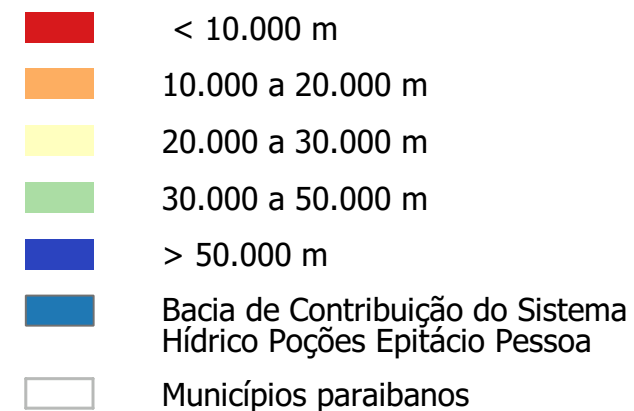 < 10.000 m
10.000 a 20.000 m
20.000 a 30.000 m
30.000 a 50.000 m
> 50.000 m
Bacia de Contribuição do Sistema
Hídrico Poções Epitácio Pessoa
Municípios paraibanos